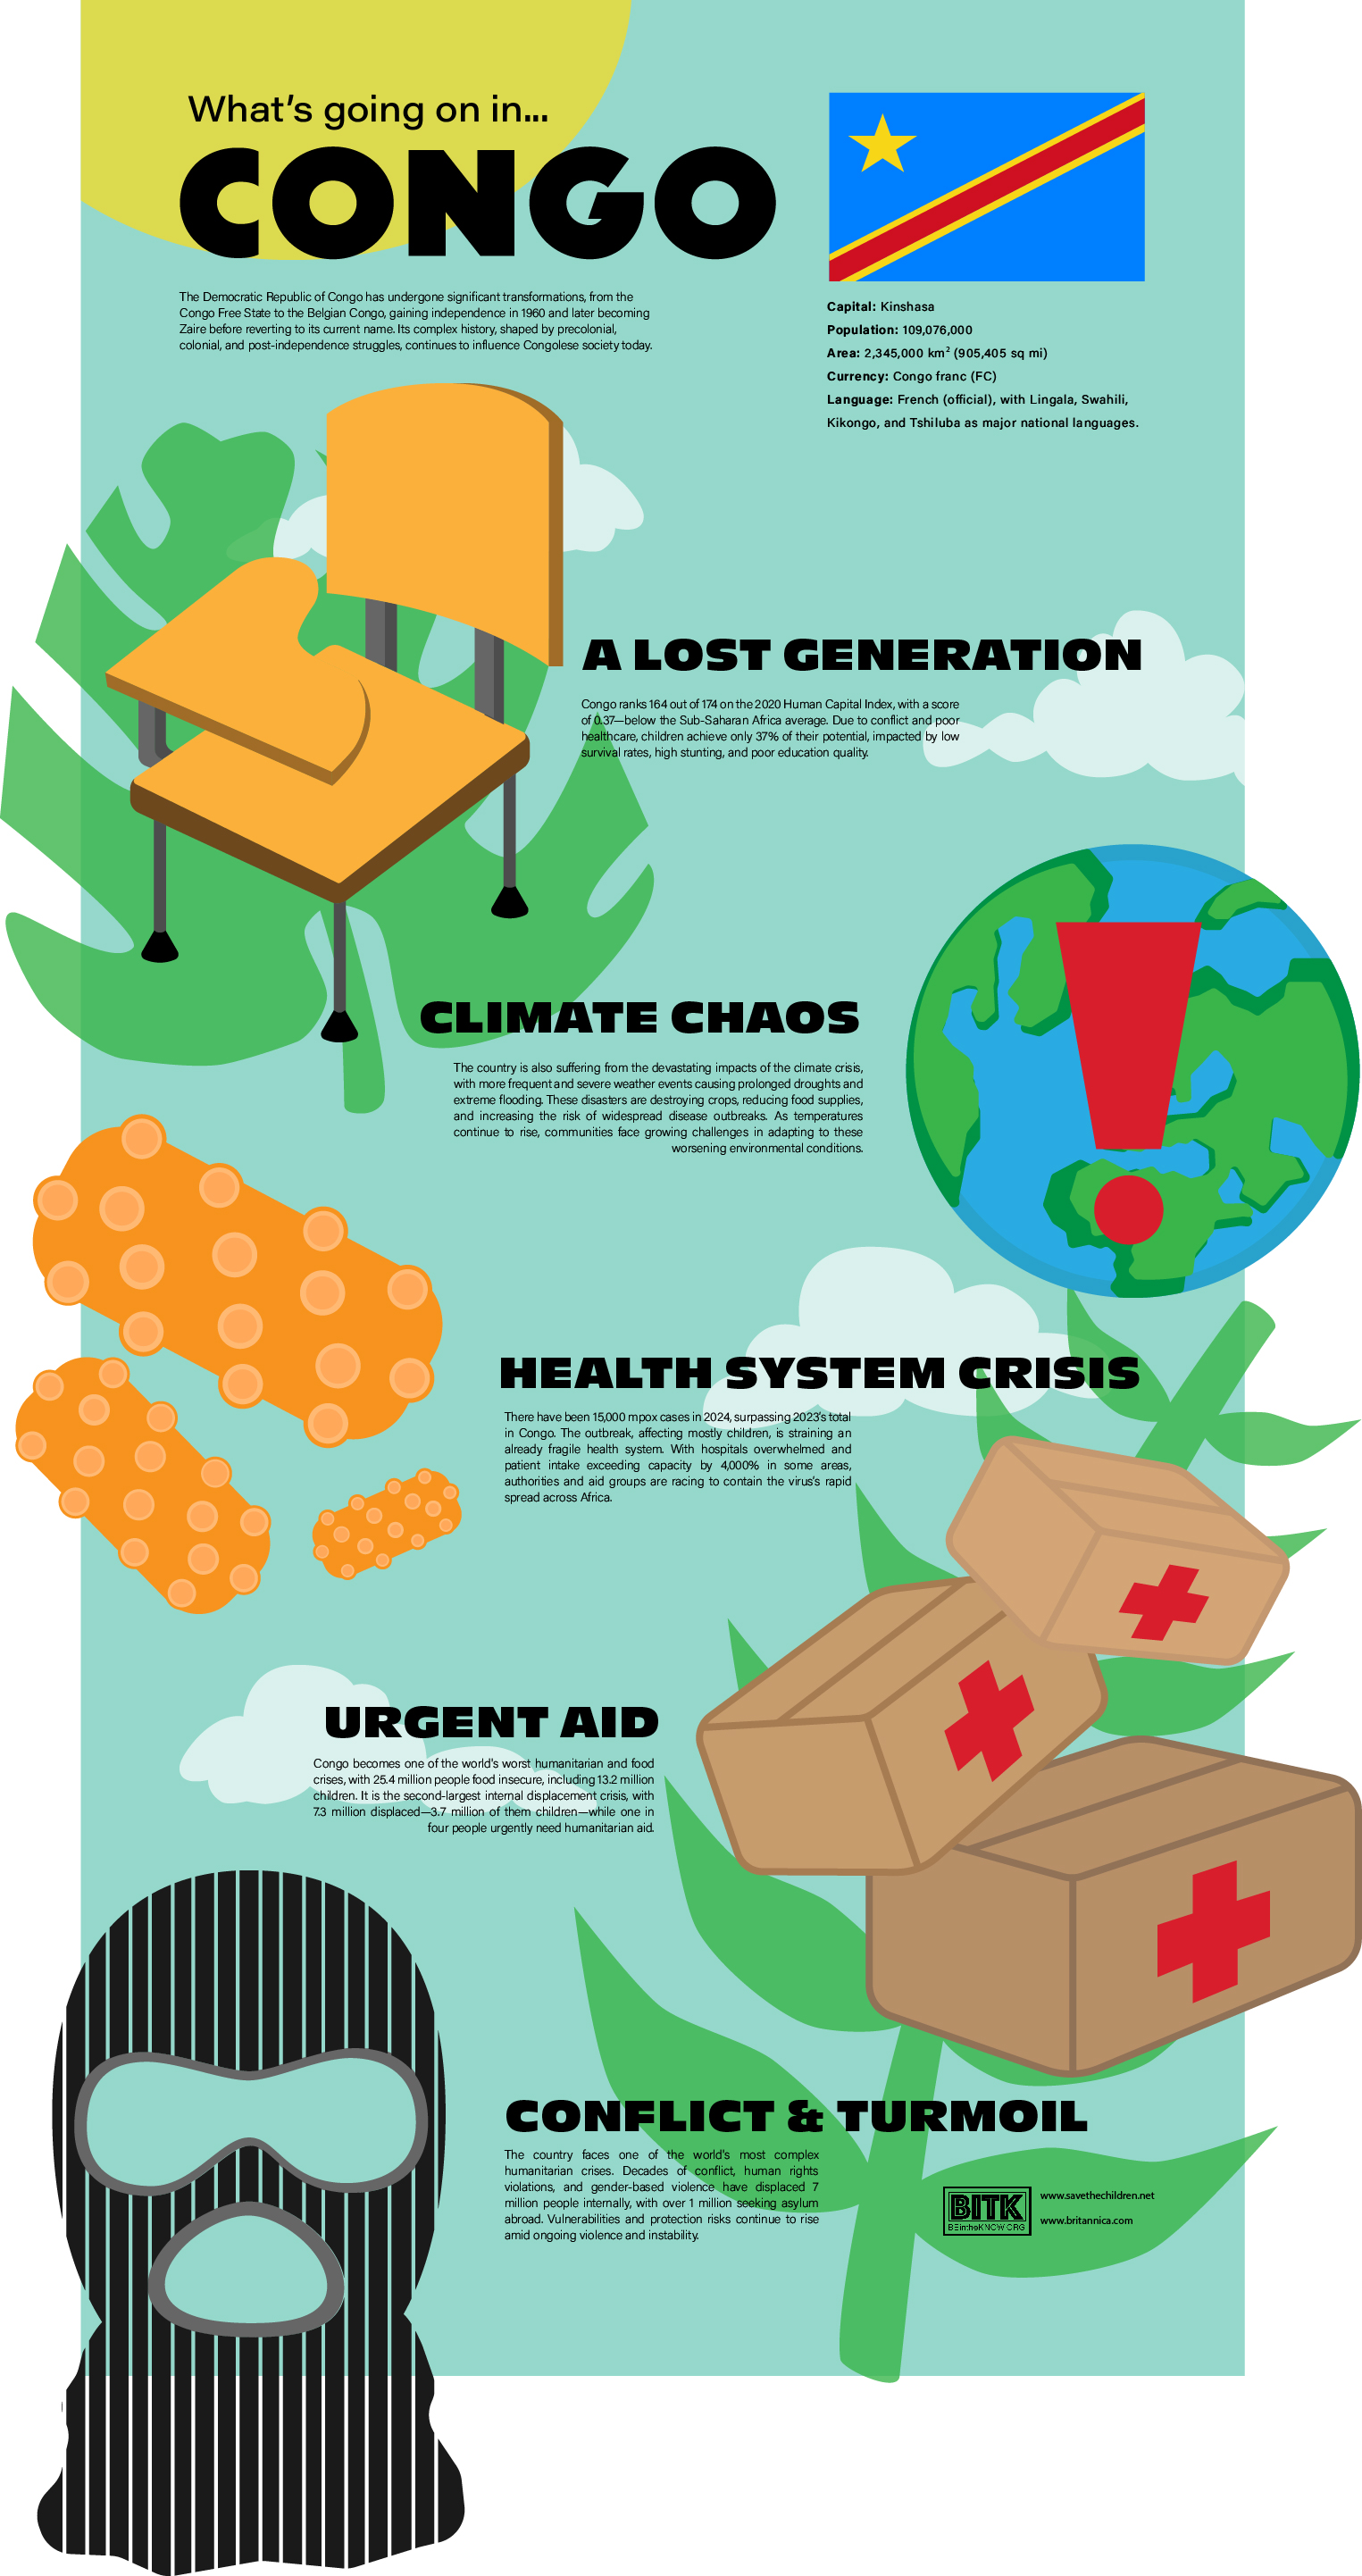 What's going on in...
CONGO
The Democratic Republic of Congo has undergone significant transformations, from the
Congo Free State to the Belgian Congo, gaining independence in 1960 and later becoming
Zaire before reverting to its current name. Its complex history, shaped by precolonial,
colonial, and post-independence struggles, continues to influence Congolese society today.
Capital: Kinshasa
Population: 109,076,000
Area: 2,345,000 km² (905,405 sq mi)
Currency: Congo franc (FC)
Language: French (official), with Lingala, Swahili,
Kikongo, and Tshiluba as major national languages.
A LOST GENERATION
Congo ranks 164 out of 174 on the 2020 Human Capital Index, with a score
of 0.37—below the Sub-Saharan Africa average. Due to conflict and poor
healthcare, children achieve only 37% of their potential, impacted by low
survival rates, high stunting, and poor education quality.
CLIMATE CHAOS
The country is also suffering from the devastating impacts of the climate crisis,
with more frequent and severe weather events causing prolonged droughts and
extreme flooding. These disasters are destroying crops, reducing food supplies,
and increasing the risk of widespread disease outbreaks. As temperatures
continue to rise, communities face growing challenges in adapting to these
worsening environmental conditions.
HEALTH SYSTEM CRISIS
There have been 15,000 mpox cases in 2024, surpassing 2023's total
in Congo. The outbreak, affecting mostly children, is straining an
already fragile health system. With hospitals overwhelmed and
patient intake exceeding capacity by 4,000% in some areas,
authorities and aid groups are racing to contain the virus's rapid
spread across Africa.
URGENT AID
Congo becomes one of the world's worst humanitarian and food
crises, with 25.4 million people food insecure, including 13.2 million
children. It is the second-largest internal displacement crisis, with
7.3 million displaced—3.7 million of them children—while one in
four people urgently need humanitarian aid.
CONFLICT & TURMOIL
The country faces one of the world's most complex
humanitarian crises. Decades of conflict, human rights
violations, and gender-based violence have displaced 7
million people internally, with over 1 million seeking asylum
abroad. Vulnerabilities and protection risks continue to rise
amid ongoing violence and instability.
BITK
BEintheKNOW.ORG
www.savethechildren.net
www.britannica.com